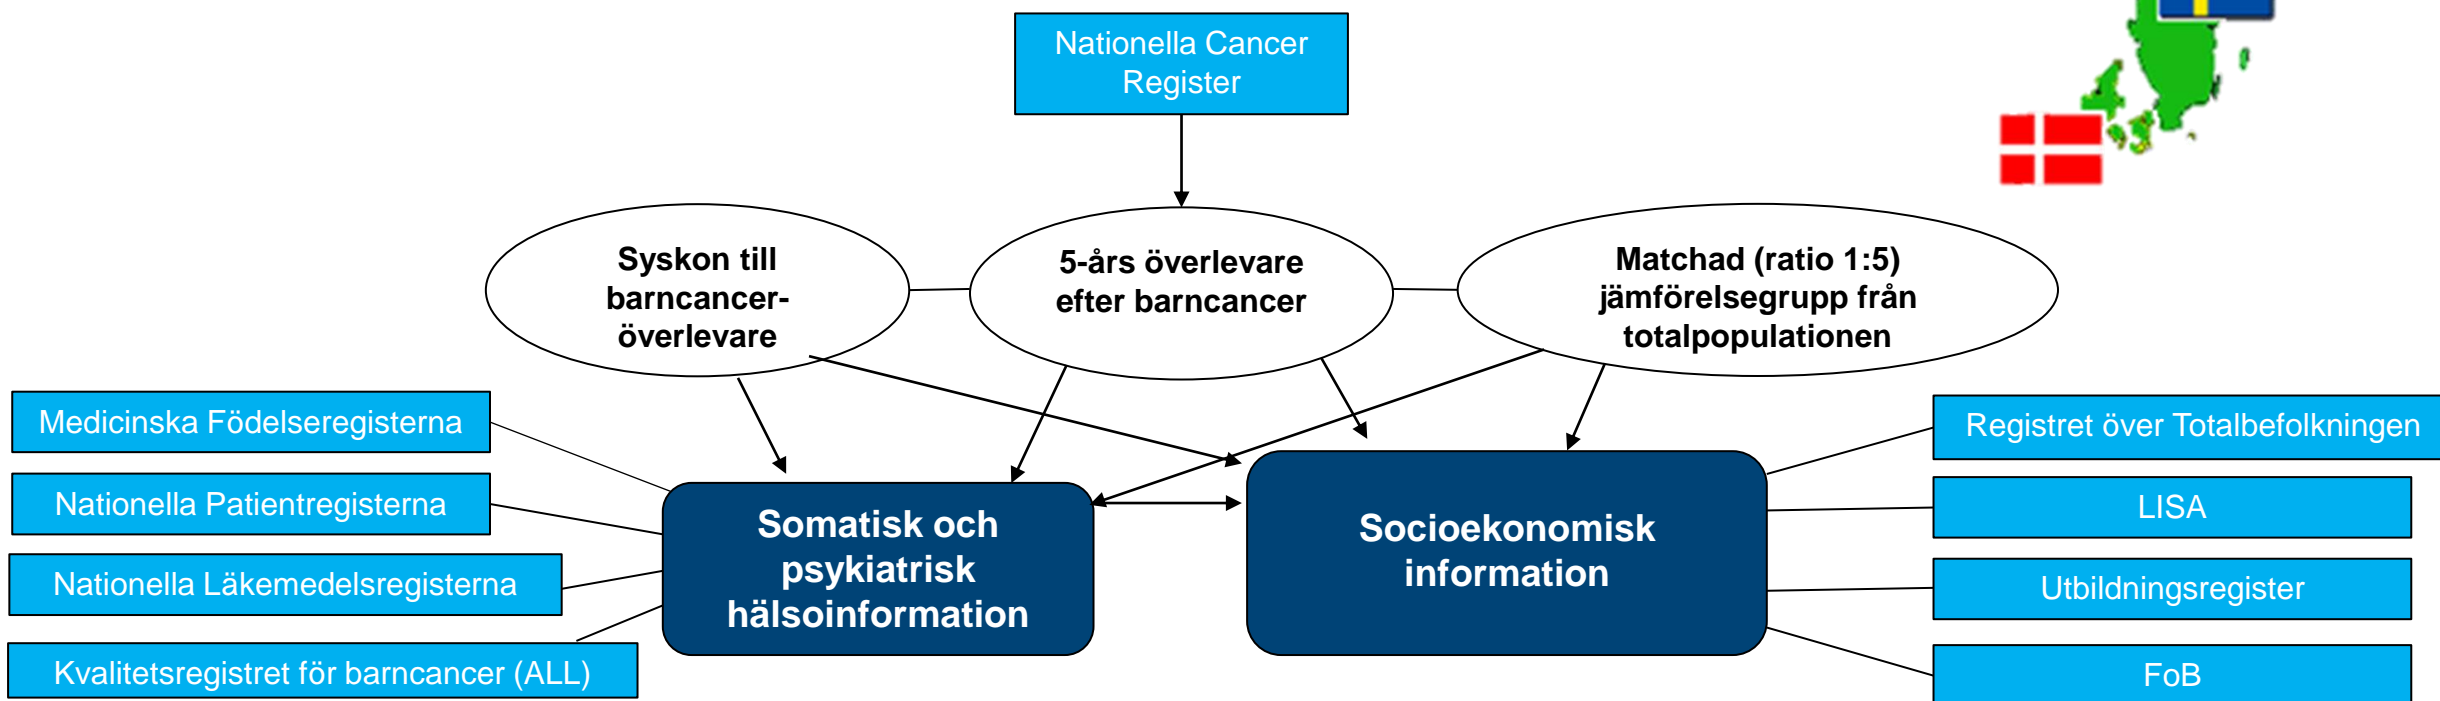 Nationella Cancer
Register
Syskon till
barncancer-
överlevare
5-års överlevare
efter barncancer
Matchad (ratio 1:5)
jämförelsegrupp från
totalpopulationen
Medicinska Födelseregisterna
Nationella Patientregisterna
Nationella Läkemedelsregisterna
Kvalitetsregistret för barncancer (ALL)
Somatisk och
psykiatrisk
hälsoinformation
Socioekonomisk
information
Registret över Totalbefolkningen
LISA
Utbildningsregister
FoB